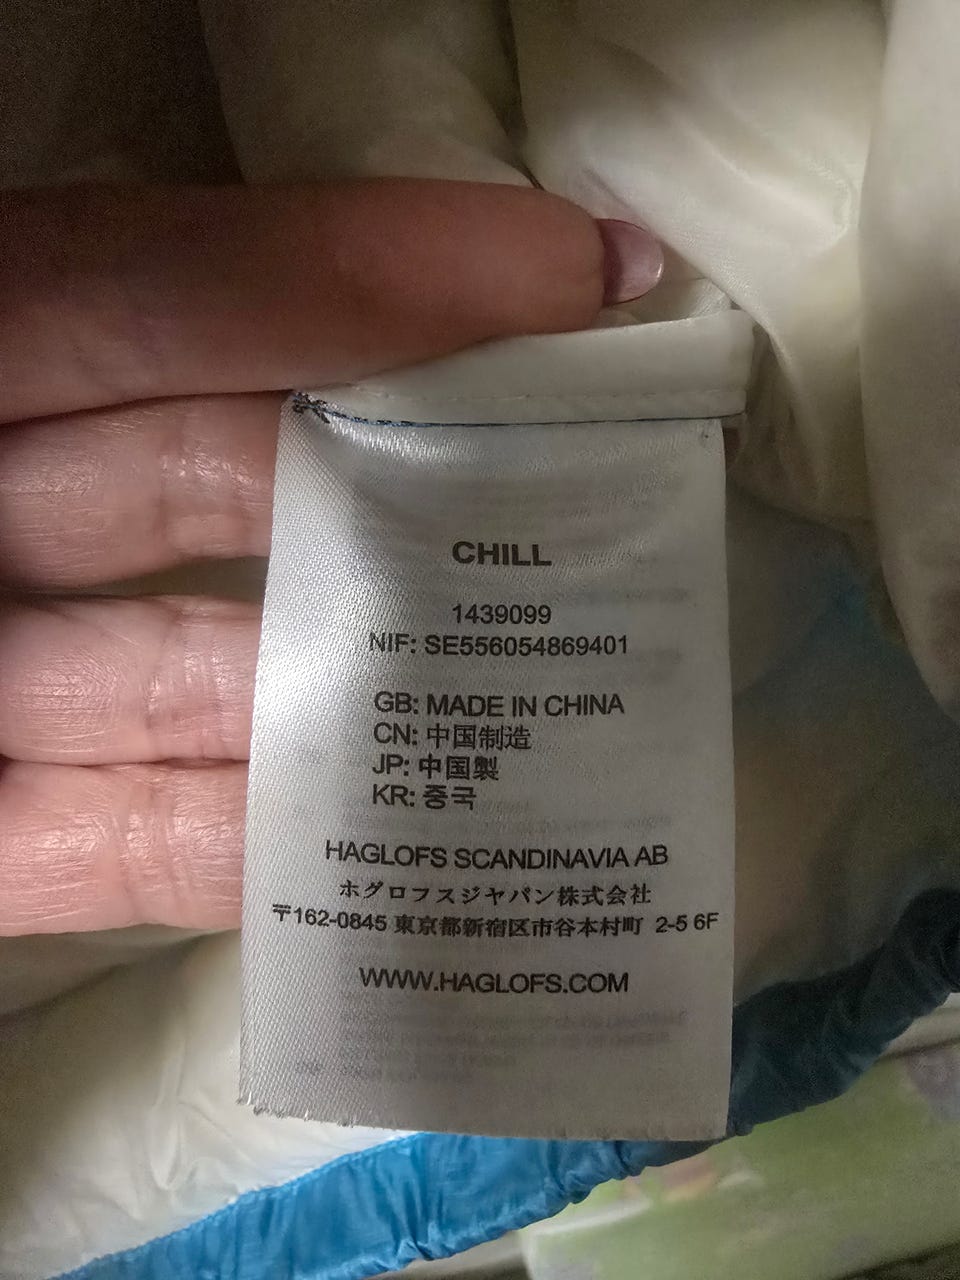 CHILL
1439099
NIF: SE556054869401
GB: MADE IN CHINA
CN: 中国制造
JP: 中国製
KR: 중국
HAGLOFS SCANDINAVIA AB
ホグロフスジャパン株式会社
〒162-0845 東京都新宿区市谷本村町 2-5 6F
WWW.HAGLOFS.COM